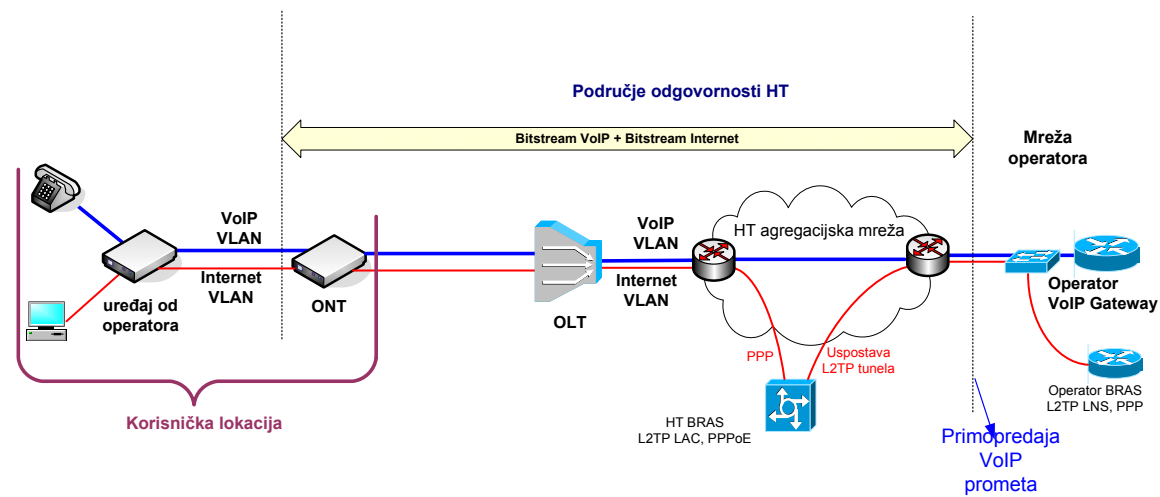 Područje odgovornosti HT
Bitstream VoIP + Bitstream Internet
Mreža
operatora
VoIP
VLAN
Internet
VLAN
uređaj od
operatora
ONT
OLT
VoIP
VLAN
Internet
VLAN
HT agregacijska mreža
Operator
VoIP Gateway
PPP
Uspostava
L2TP tunela
HT BRAS
L2TP LAC, PPPoE
Operator BRAS
L2TP LNS, PPP
Korisnička lokacija
Primopredaja
VoIP
prometa